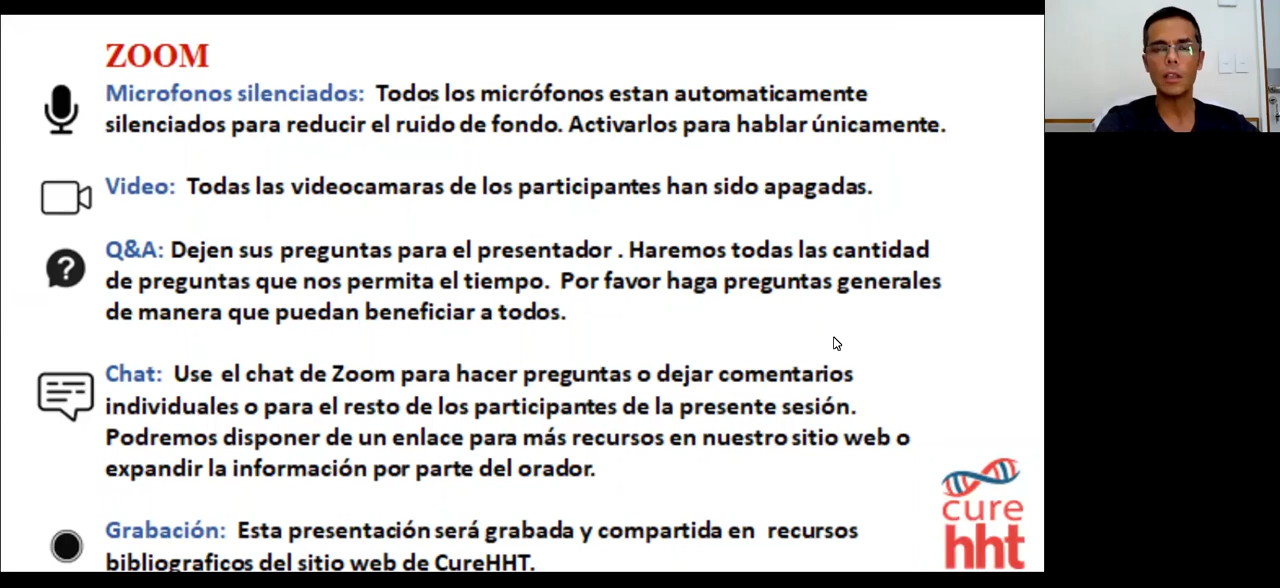 ZOOM
Microfonos silenciados: Todos los micrófonos estan automaticamente
silenciados para reducir el ruido de fondo. Activarlos para hablar únicamente.
Video: Todas las videocamaras de los participantes han sido apagadas.
Q&A: Dejen sus preguntas para el presentador . Haremos todas las cantidad
de preguntas que nos permita el tiempo. Por favor haga preguntas generales
de manera que puedan beneficiar a todos.
Chat: Use el chat de Zoom para hacer preguntas o dejar comentarios
individuales o para el resto de los participantes de la presente sesión.
Podremos disponer de un enlace para más recursos en nuestro sitio web o
expandir la información por parte del orador.
Grabación: Esta presentación será grabada y compartida en recursos
bibliograficos del sitio web de CureHHT.
cure
hht